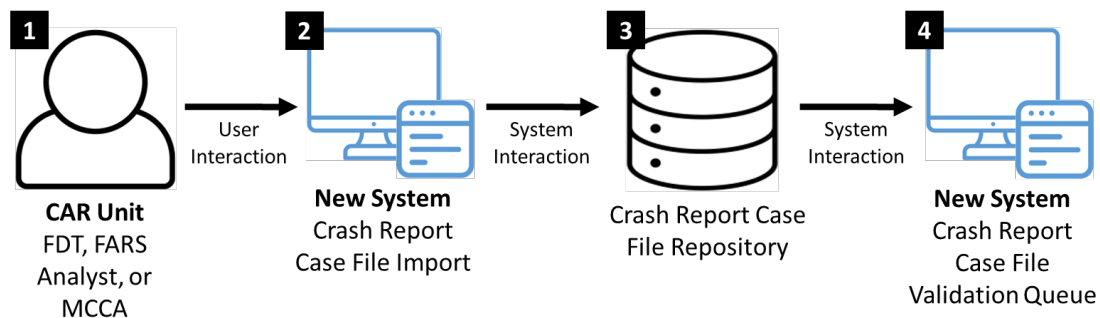 1
2
3
4
User
Interaction
System
Interaction
System
Interaction
CAR Unit
FDT, FARS
Analyst, or
MCCA
New System
Crash Report
Case File Import
Crash Report Case
File Repository
New System
Crash Report
Case File
Validation Queue